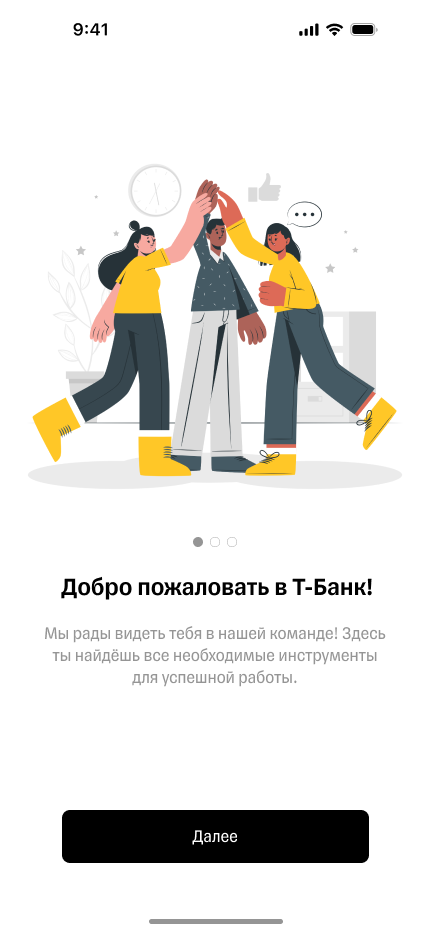 9:41
Добро пожаловать в Т-Банк!
Мы рады видеть тебя в нашей команде! Здесь
ты найдёшь все необходимые инструменты
для успешной работы.
Далее